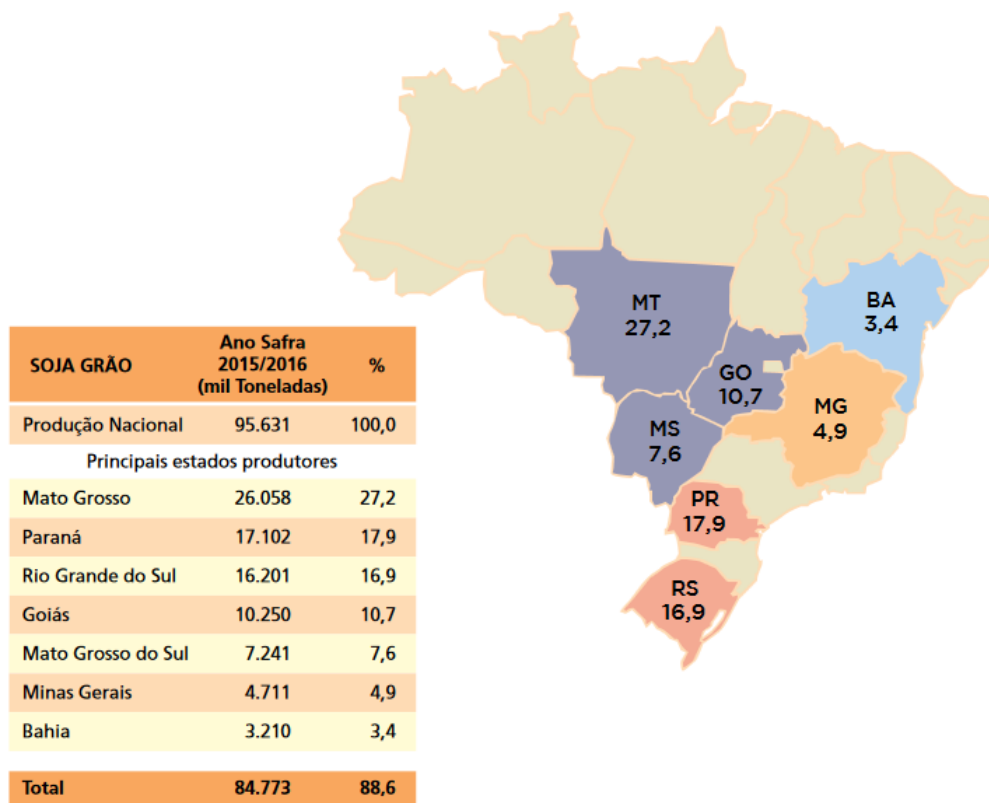 SOJA GRÃO Ano Safra 2015/2016 (mil Toneladas) %
Produção Nacional 95.631 100,0
Principais estados produtores
Mato Grosso 26.058 27,2
Paraná 17.102 17,9
Rio Grande do Sul 16.201 16,9
Goiás 10.250 10,7
Mato Grosso do Sul 7.241 7,6
Minas Gerais 4.711 4,9
Bahia 3.210 3,4
Total 84.773 88,6
MT
27,2
BA
3,4
GO
10,7
MG
4,9
MS
7,6
PR
17,9
RS
16,9